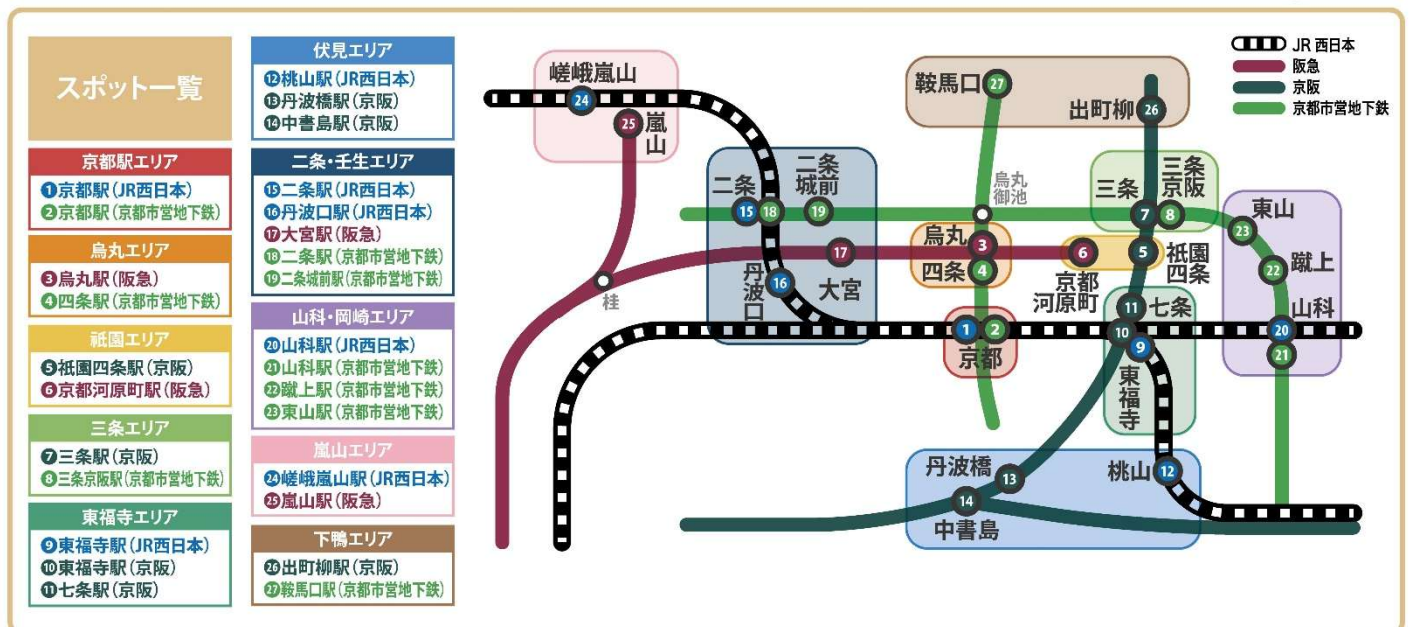 スポット一覧
京都駅エリア
❶京都駅(JR西日本)
❷京都駅(京都市営地下鉄)
烏丸エリア
❸烏丸駅(阪急)
❹四条駅(京都市営地下鉄)
祇園エリア
❺祇園四条駅(京阪)
❻京都河原町駅(阪急)
三条エリア
❼三条駅(京阪)
❽三条京阪駅(京都市営地下鉄)
東福寺エリア
❾東福寺駅(JR西日本)
❿東福寺駅(京阪)
⓫七条駅(京阪)
伏見エリア
⓬桃山駅(JR西日本)
⓭丹波橋駅(京阪)
⓮中書島駅(京阪)
二条・壬生エリア
⓯二条駅(JR西日本)
⓰丹波口駅(JR西日本)
⓱大宮駅(阪急)
⓲二条駅(京都市営地下鉄)
⓳二条城前駅(京都市営地下鉄)
山科・岡崎エリア
⓴山科駅(JR西日本)
㉑山科駅(京都市営地下鉄)
㉒蹴上駅(京都市営地下鉄)
㉓東山駅(京都市営地下鉄)
嵐山エリア
㉔嵯峨嵐山駅(JR西日本)
㉕嵐山駅(阪急)
下鴨エリア
㉖出町柳駅(京阪)
㉗鞍馬口駅(京都市営地下鉄)
JR西日本
阪急
京阪
京都市営地下鉄
嵯峨嵐山
24
25
嵐山
桂
二条
15
18
二条
城前
19
丹波口
16
17
大宮
鞍馬口
27
出町柳
26
烏丸
御池
烏丸
3
4
四条
1
2
京都
6
京都
河原町
三条
7
三条
京阪
8
5
祇園
四条
11
七条
10
9
東福寺
東山
23
22
蹴上
山科
20
21
丹波橋
13
14
中書島
桃山
12